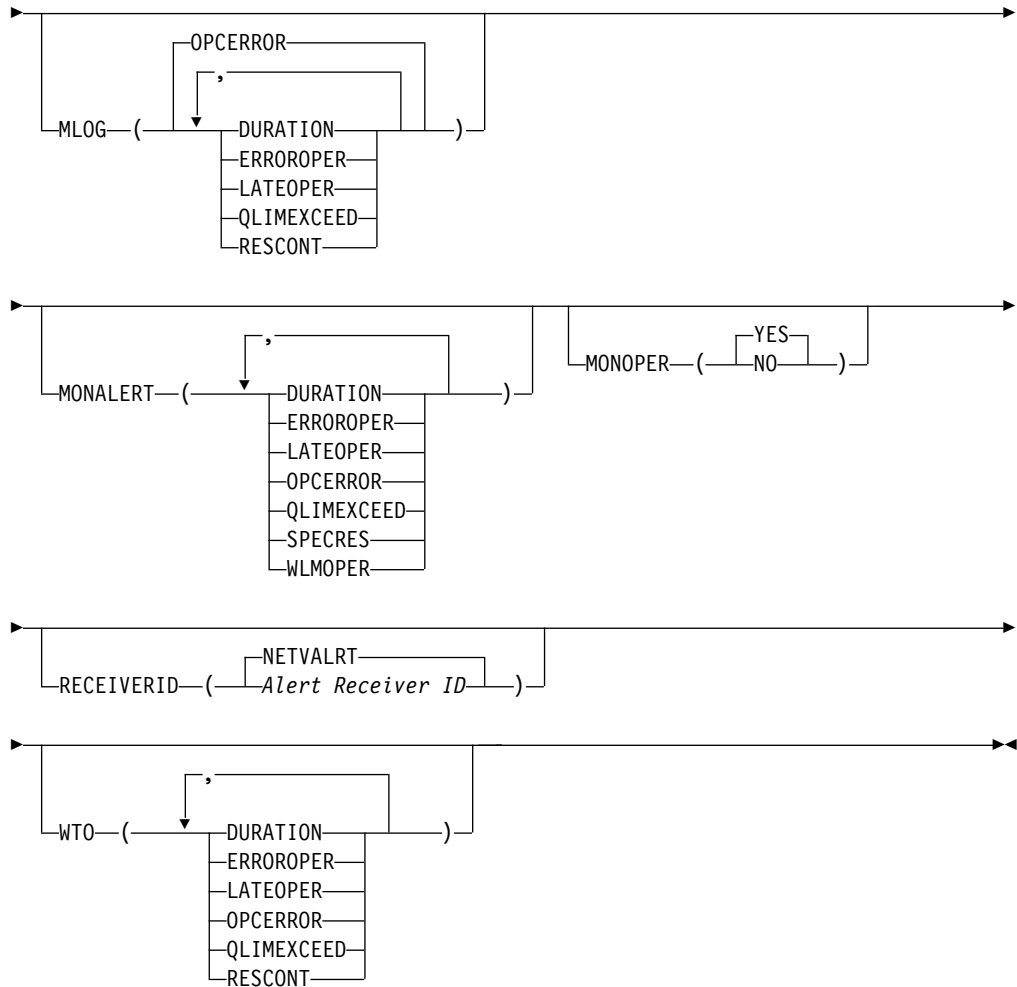 OPCERROR
,
MLOG ( DURATION )
ERROROPER
LATEOPER
QLIMEXCEED
RESCONT
,
YES
MONALERT ( DURATION ) MONOPER ( NO )
ERROROPER
LATEOPER
OPCERROR
QLIMEXCEED
SPECRES
WLMOPER
NETVALRT
RECEIVERID ( Alert Receiver ID )
,
WTO ( DURATION )
ERROROPER
LATEOPER
OPCERROR
QLIMEXCEED
RESCONT